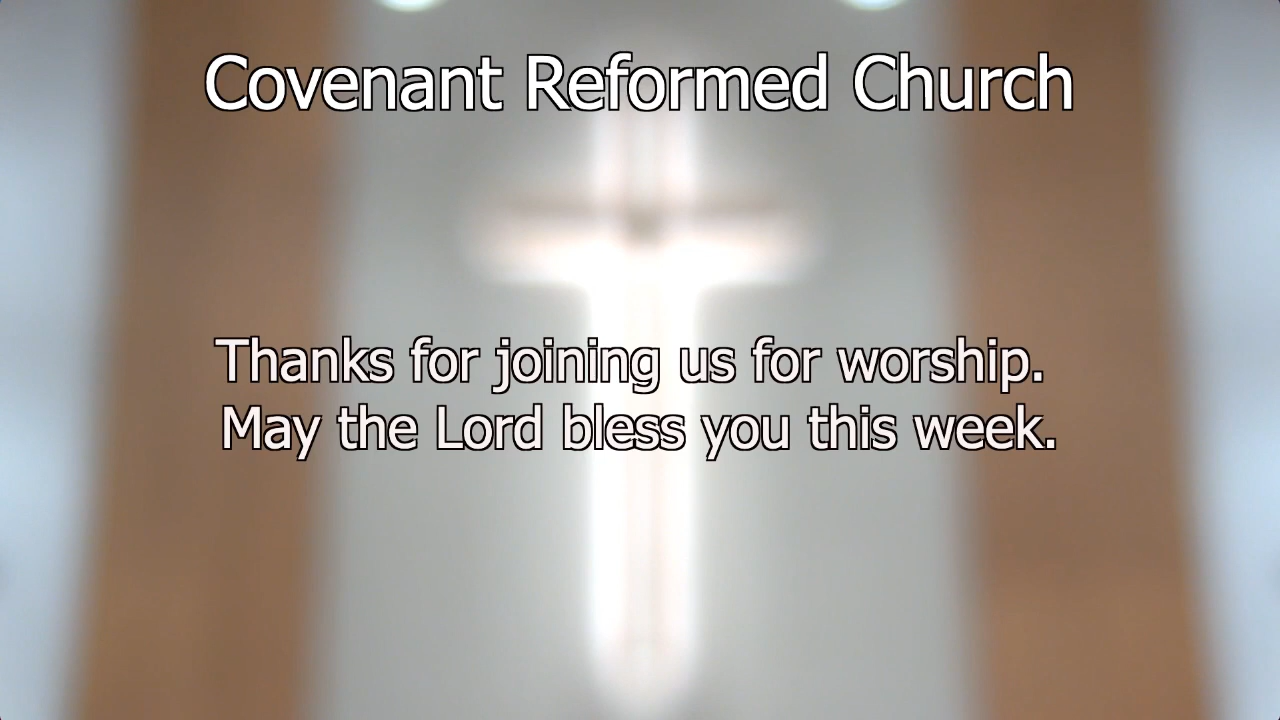 Covenant Reformed Church
Thanks for joining us for worship.
May the Lord bless you this week.